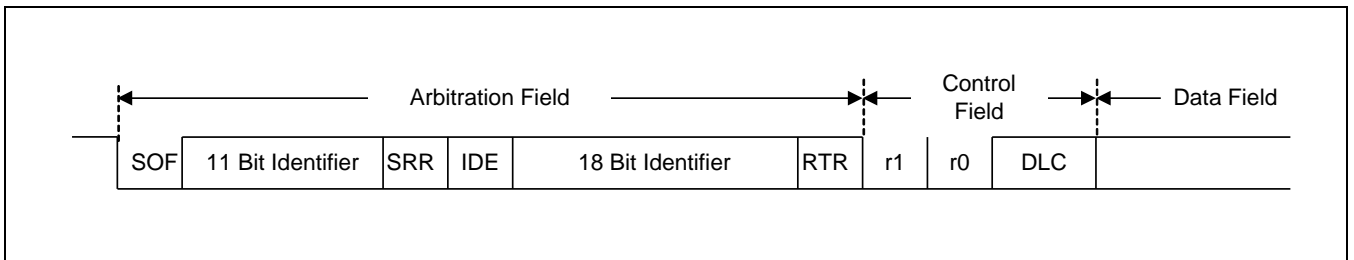 Arbitration Field
Control
Field
Data Field
SOF 11 Bit Identifier SRR IDE 18 Bit Identifier RTR r1 r0 DLC